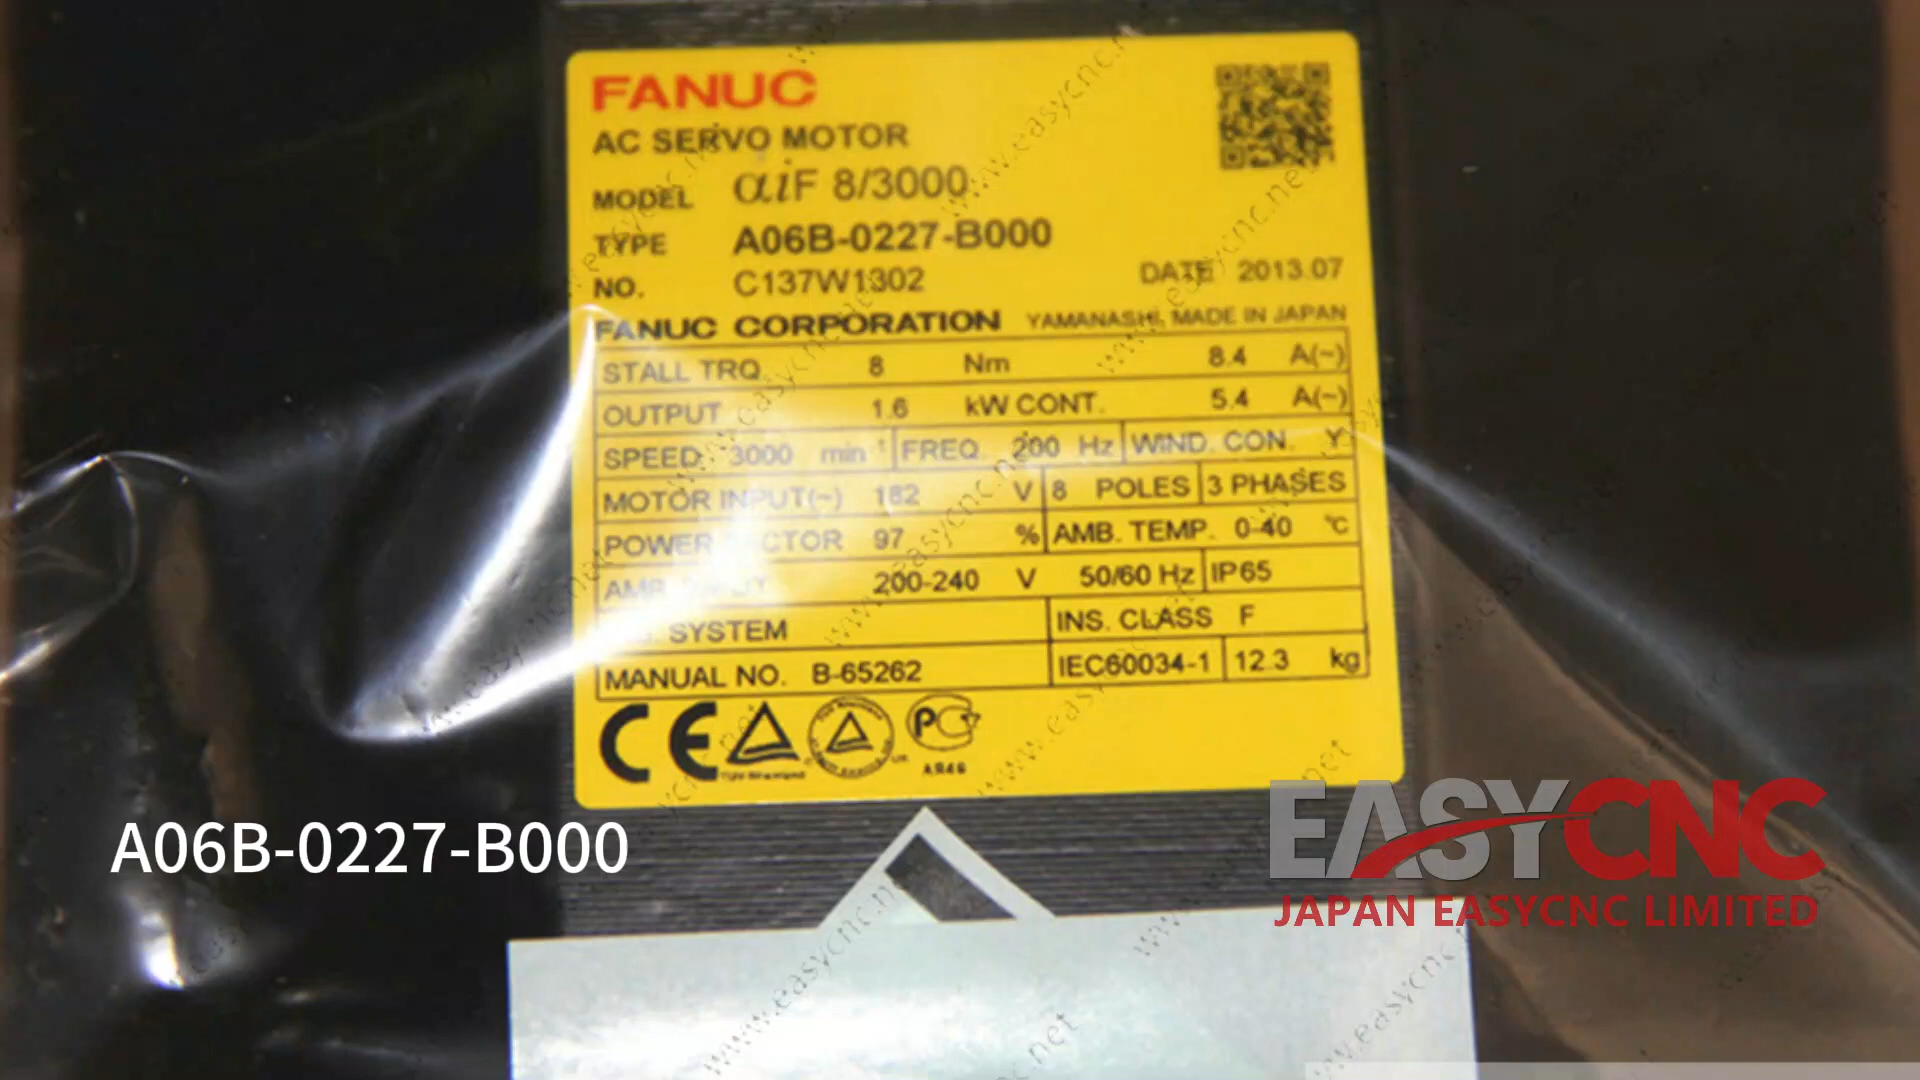 FANUC
AC SERVO MOTOR
MODEL αiF 8/3000
TYPE A06B-0227-B000
NO. C137W1302 DATE 2013.07
FANUC CORPORATION YAMANASHI, MADE IN JAPAN
STALL TRQ. 8 Nm 8.4 A(~)
OUTPUT 1.6 kW CONT. 5.4 A(~)
SPEED 3000 min⁻¹ FREQ. 200 Hz WIND. CON. Y
MOTOR INPUT(~) 182 V 8 POLES 3 PHASES
POWER 97 % AMB. TEMP. 0-40 °C
200-240 V 50/60 Hz IP65
SYSTEM INS. CLASS F
MANUAL NO. B-65262 IEC60034-1 12.3 kg
CE
A06B-0227-B000
EASYCNC
JAPAN EASYCNC LIMITED
www.easycnc.net